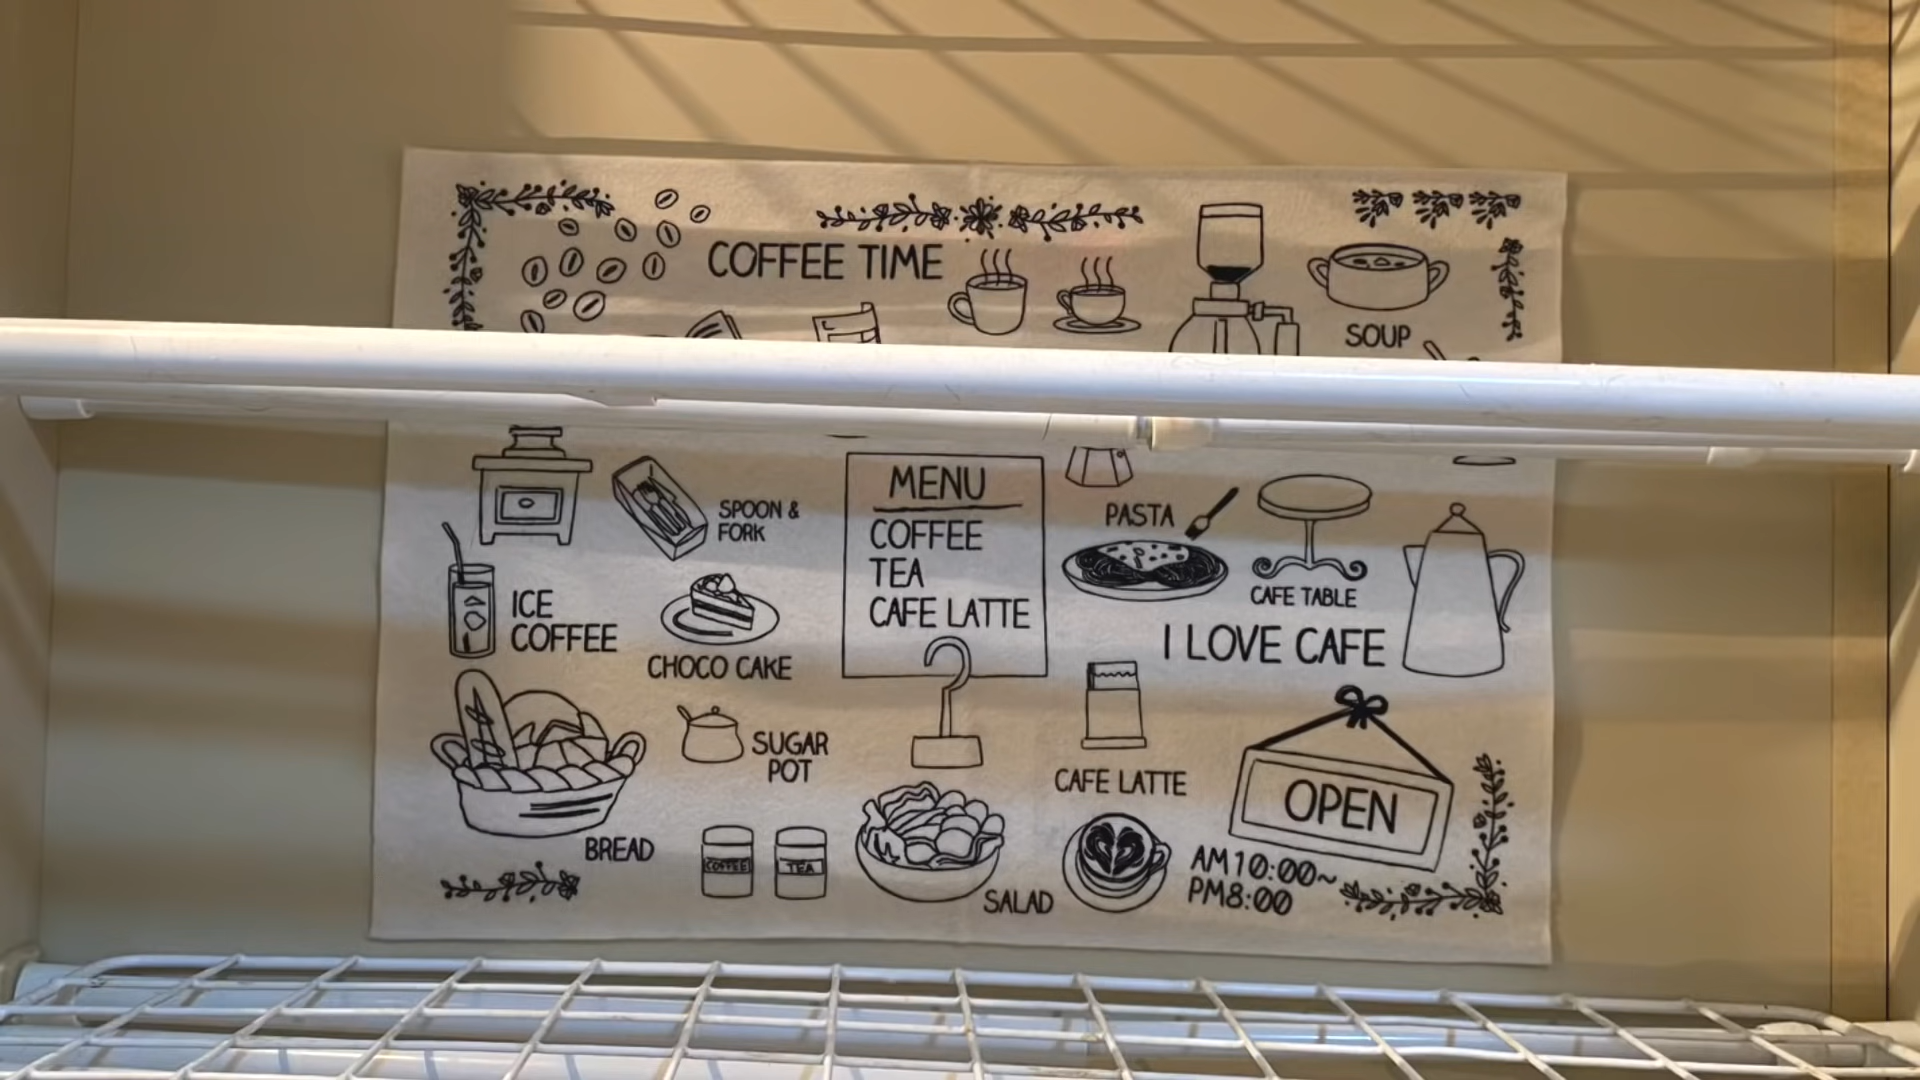 COFFEE TIME
SOUP
SPOON &
FORK
MENU
COFFEE
TEA
CAFE LATTE
PASTA
CAFE TABLE
ICE
COFFEE
CHOCO CAKE
I LOVE CAFE
SUGAR
POT
CAFE LATTE
OPEN
BREAD
COFFEE
TEA
SALAD
AM10:00~
PM8:00